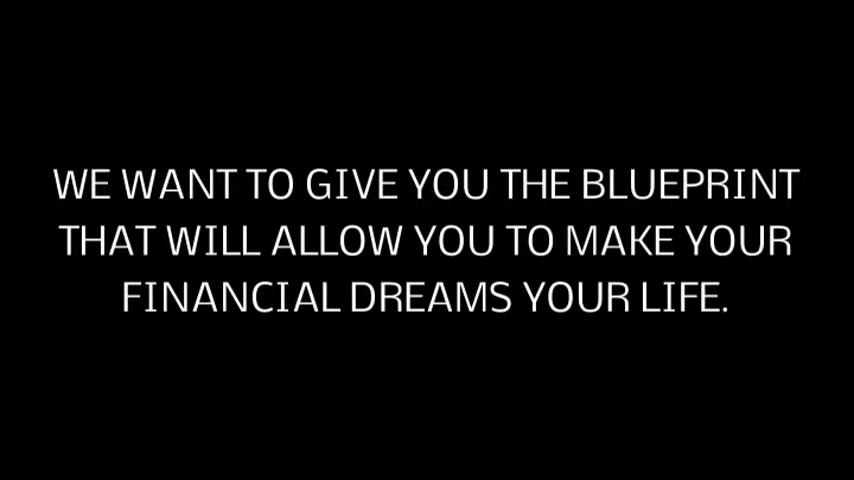 WE WANT TO GIVE YOU THE BLUEPRINT
THAT WILL ALLOW YOU TO MAKE YOUR
FINANCIAL DREAMS YOUR LIFE.